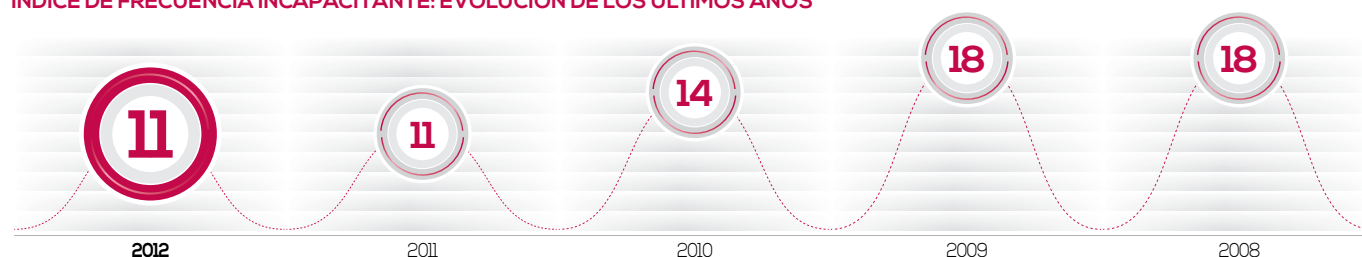 ÍNDICE DE FRECUENCIA INCAPACITANTE: EVOLUCIÓN DE LOS ÚLTIMOS AÑOS
11 11 14 18 18
2012 2011 2010 2009 2008